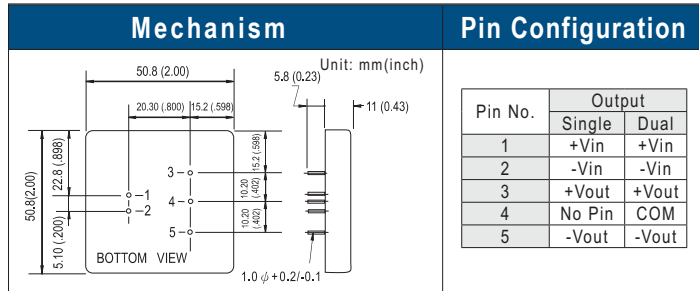 Mechanism
Pin Configuration
Unit: mm(inch)
50.8 (2.00)
5.8 (0.23)
20.30 (.800)
15.2 (.598)
11 (0.43)
50.8(2.00)
22.8 (.898)
5.10 (.200)
15.2 (.598)
10.20 (.402)
10.20 (.402)
1
2
3
4
5
BOTTOM VIEW
1.0 φ +0.2/-0.1
Pin No. Output
Single Dual
1 +Vin +Vin
2 -Vin -Vin
3 +Vout +Vout
4 No Pin COM
5 -Vout -Vout